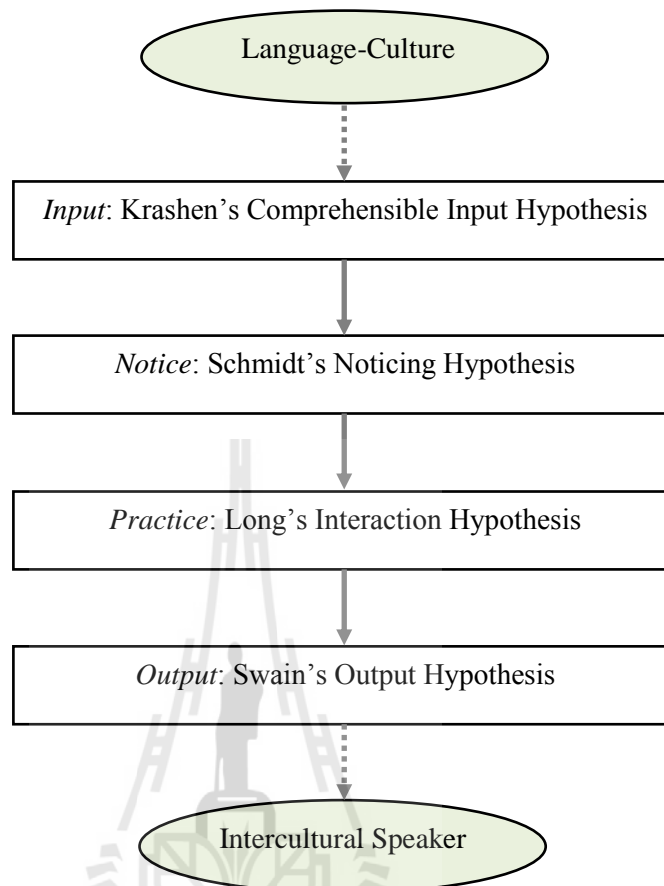 Language-Culture
Input: Krashen’s Comprehensible Input Hypothesis
Notice: Schmidt’s Noticing Hypothesis
Practice: Long’s Interaction Hypothesis
Output: Swain’s Output Hypothesis
Intercultural Speaker